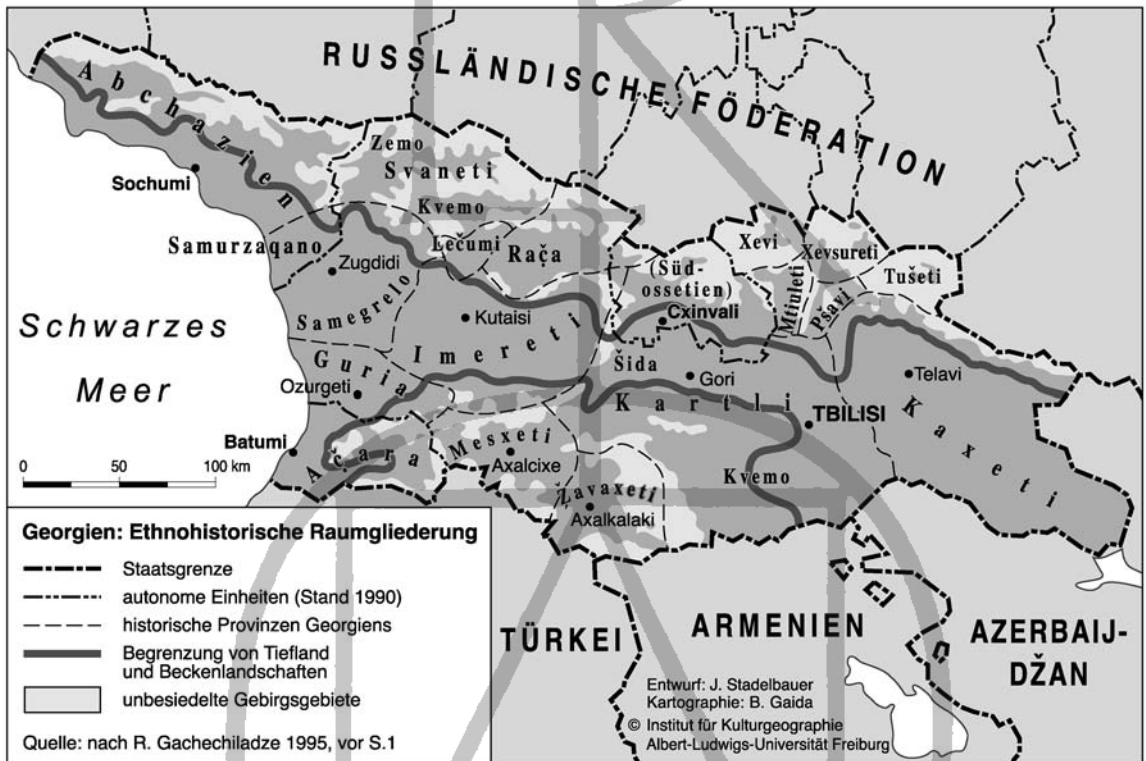 RUSSLÄNDISCHE FÖDERATION
Abchazien
Zemo
Svaneti
Kvemo
Sochumi
Samurzaqano
Lečumi
Rača
Zugdidi
Xevi
Xevsureti
Tušeti
(Süd-
ossetien)
Mtiuleti
Pšavi
Samegrelo
Kutaisi
Cxinvali
Schwarzes
Meer
Imereti
Guria
Šida
Gori
Telavi
Ozurgeti
Kartli
TBILISI
Kaxeti
Batumi
Ačara
Mesxeti
Axalcixe
Kvemo
Žavaxeti
Axalkalaki
0 50 100 km
Georgien: Ethnohistorische Raumgliederung
Staatsgrenze
autonome Einheiten (Stand 1990)
historische Provinzen Georgiens
Begrenzung von Tiefland
und Beckenlandschaften
unbesiedelte Gebirgsgebiete
Quelle: nach R. Gachechiladze 1995, vor S.1
TÜRKEI
ARMENIEN
AZERBAIJ-
DŽAN
Entwurf: J. Stadelbauer
Kartographie: B. Gaida
© Institut für Kulturgeographie
Albert-Ludwigs-Universität Freiburg